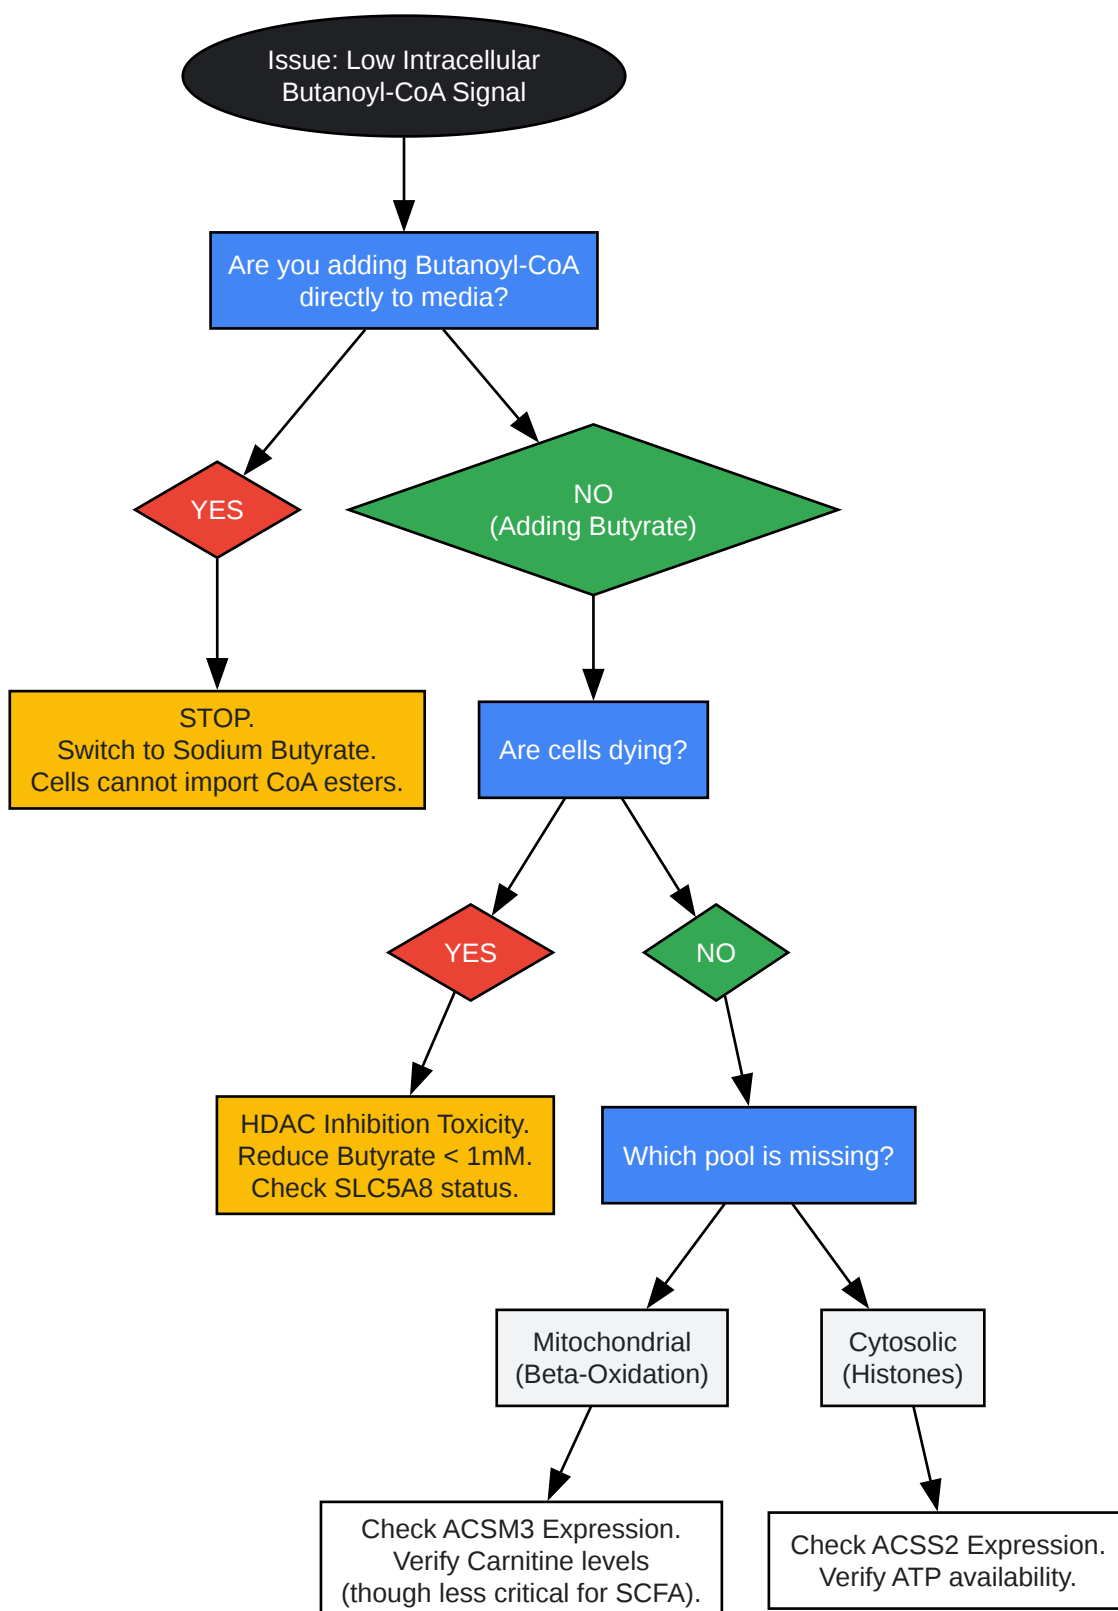 Issue: Low Intracellular
Butanoyl-CoA Signal
Are you adding Butanoyl-CoA
directly to media?
YES
NO
(Adding Butyrate)
STOP.
Switch to Sodium Butyrate.
Cells cannot import CoA esters.
Are cells dying?
YES
NO
HDAC Inhibition Toxicity.
Reduce Butyrate < 1mM.
Check SLC5A8 status.
Which pool is missing?
Mitochondrial
(Beta-Oxidation)
Cytosolic
(Histones)
Check ACSM3 Expression.
Verify Carnitine levels
(though less critical for SCFA).
Check ACSS2 Expression.
Verify ATP availability.